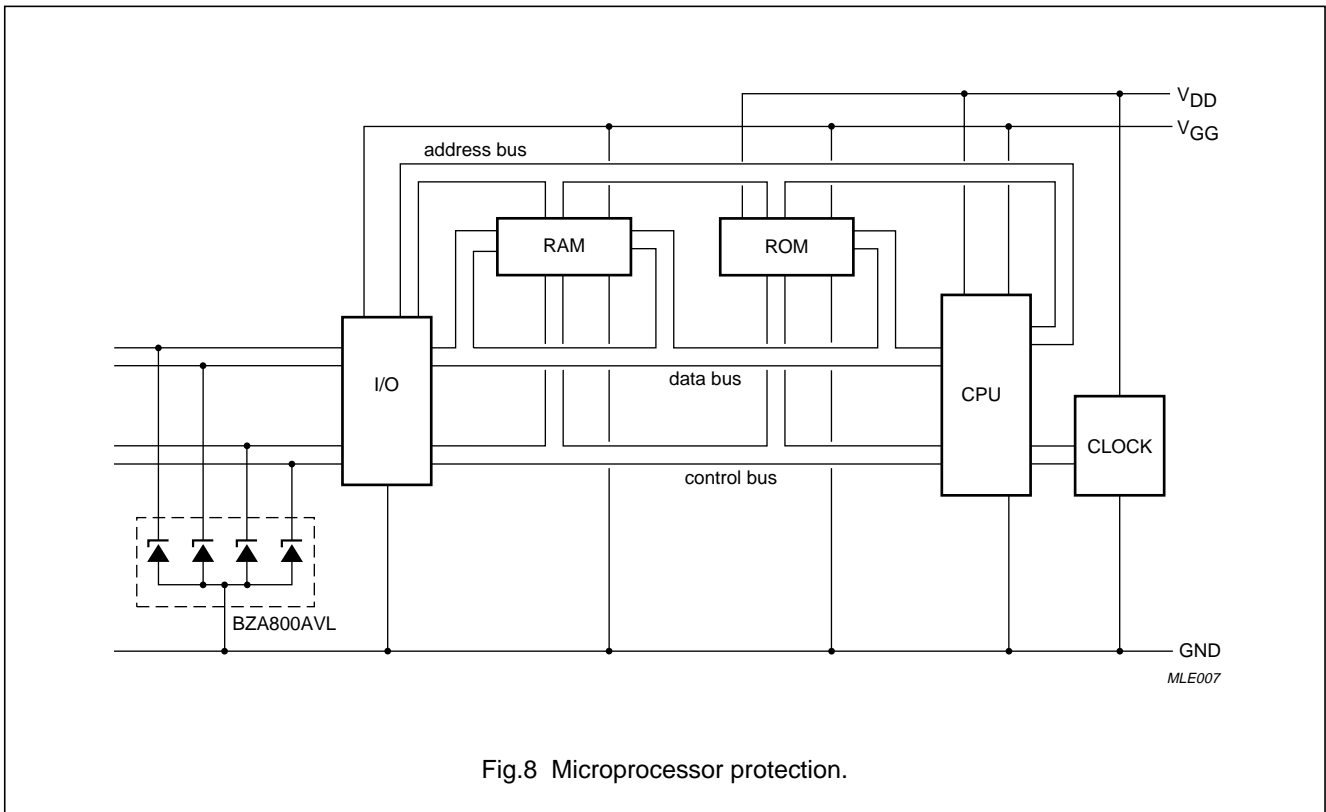 VDD
VGG
address bus
RAM
ROM
I/O
data bus
CPU
CLOCK
control bus
BZA800AVL
GND
MLE007
Fig.8 Microprocessor protection.